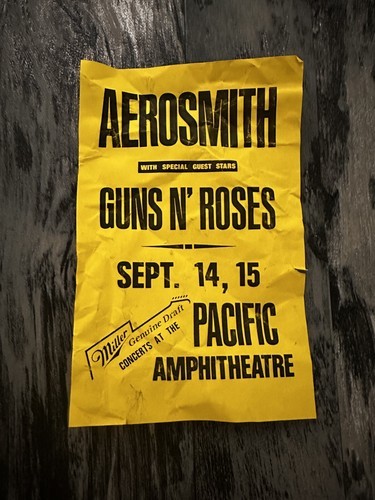 AEROSMITH
WITH SPECIAL GUEST STARS
GUNS N' ROSES
SEPT. 14, 15
Miller Genuine Draft
CONCERTS AT THE
PACIFIC
AMPHITHEATRE